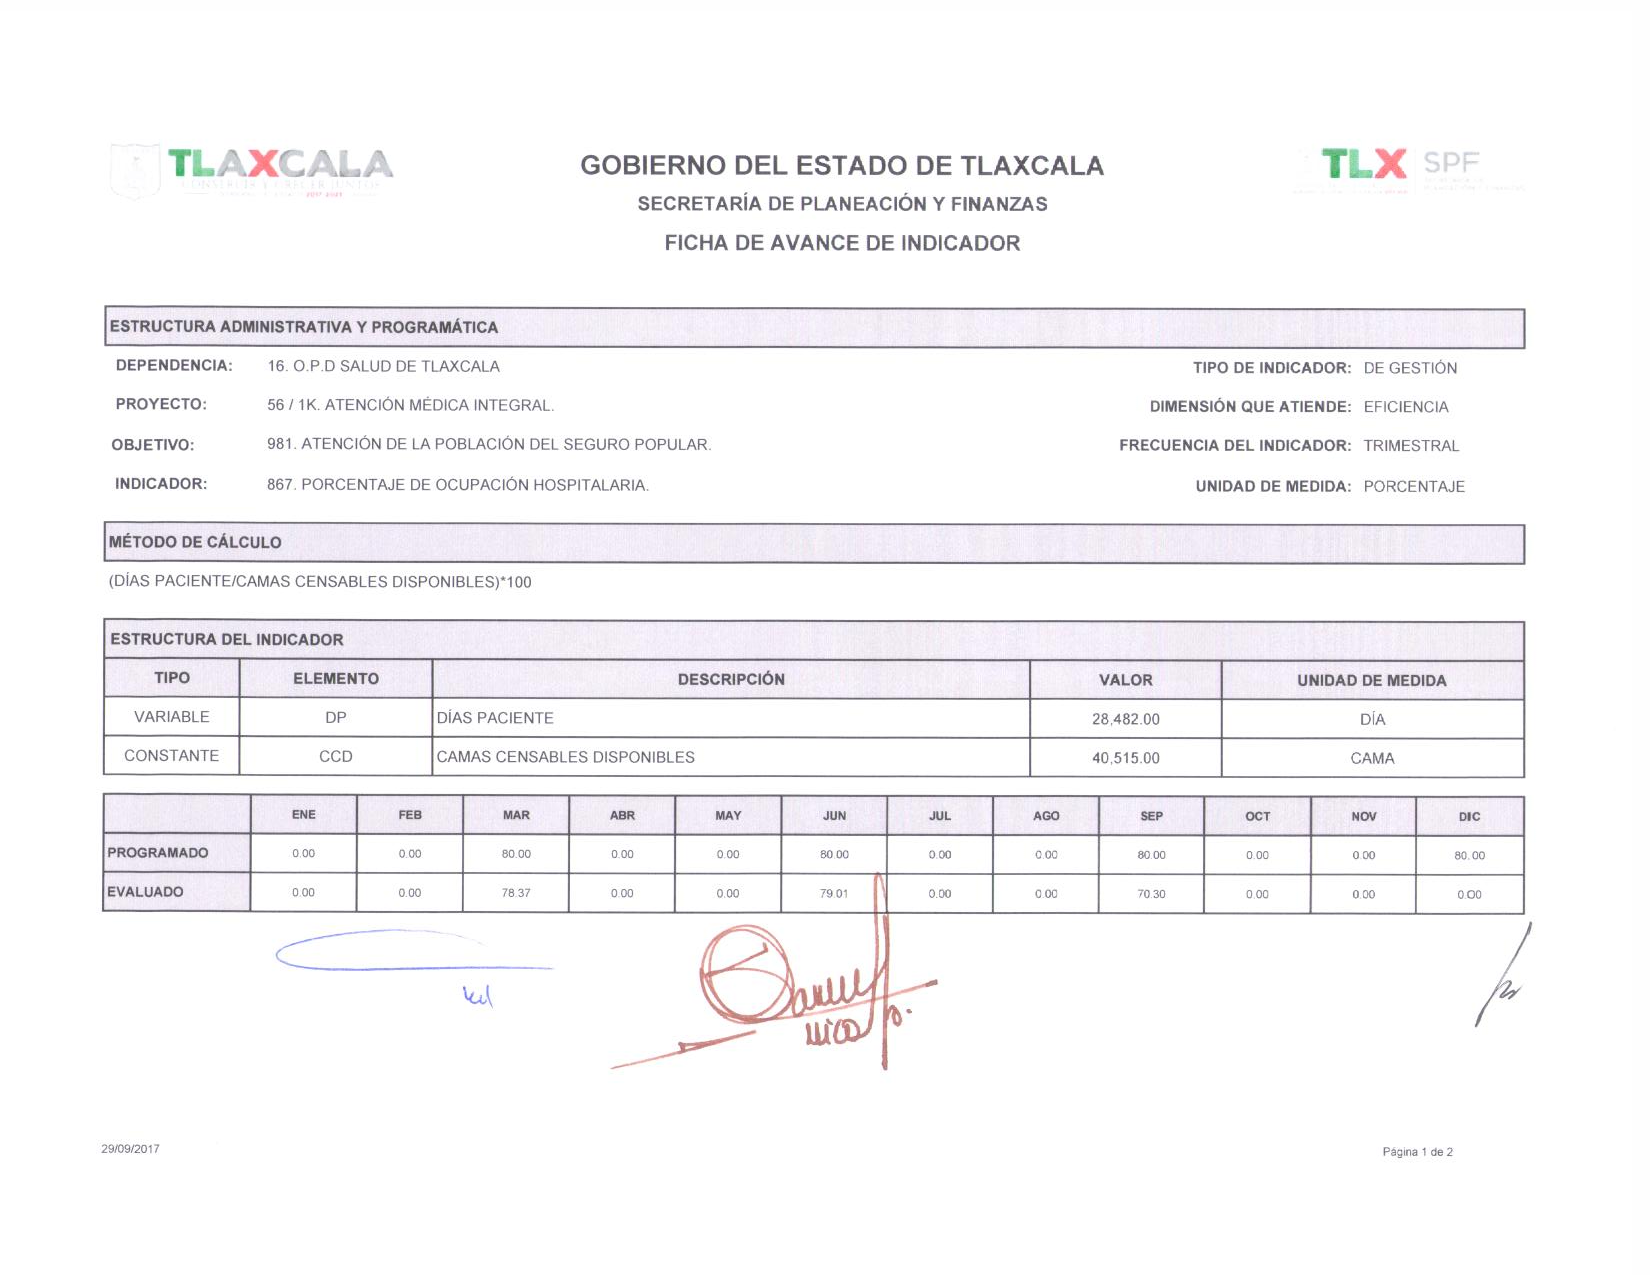 TLAXCALA
CONSTRUIR Y CRECER JUNTOS
GOBIERNO DEL ESTADO DE TLAXCALA
SECRETARÍA DE PLANEACIÓN Y FINANZAS
FICHA DE AVANCE DE INDICADOR
TLX SPF
ESTRUCTURA ADMINISTRATIVA Y PROGRAMÁTICA
DEPENDENCIA: 16. O.P.D SALUD DE TLAXCALA TIPO DE INDICADOR: DE GESTIÓN
PROYECTO: 56 / 1K. ATENCIÓN MÉDICA INTEGRAL. DIMENSIÓN QUE ATIENDE: EFICIENCIA
OBJETIVO: 981. ATENCIÓN DE LA POBLACIÓN DEL SEGURO POPULAR. FRECUENCIA DEL INDICADOR: TRIMESTRAL
INDICADOR: 867. PORCENTAJE DE OCUPACIÓN HOSPITALARIA. UNIDAD DE MEDIDA: PORCENTAJE
MÉTODO DE CÁLCULO
(DÍAS PACIENTE/CAMAS CENSABLES DISPONIBLES)*100
ESTRUCTURA DEL INDICADOR
TIPO ELEMENTO DESCRIPCIÓN VALOR UNIDAD DE MEDIDA
VARIABLE DP DÍAS PACIENTE 28,482.00 DÍA
CONSTANTE CCD CAMAS CENSABLES DISPONIBLES 40,515.00 CAMA
ENE FEB MAR ABR MAY JUN JUL AGO SEP OCT NOV DIC
PROGRAMADO 0.00 0.00 80.00 0.00 0.00 80.00 0.00 0.00 80.00 0.00 0.00 80.00
EVALUADO 0.00 0.00 78.37 0.00 0.00 79.01 0.00 0.00 70.30 0.00 0.00 0.00
29/09/2017 Página 1 de 2